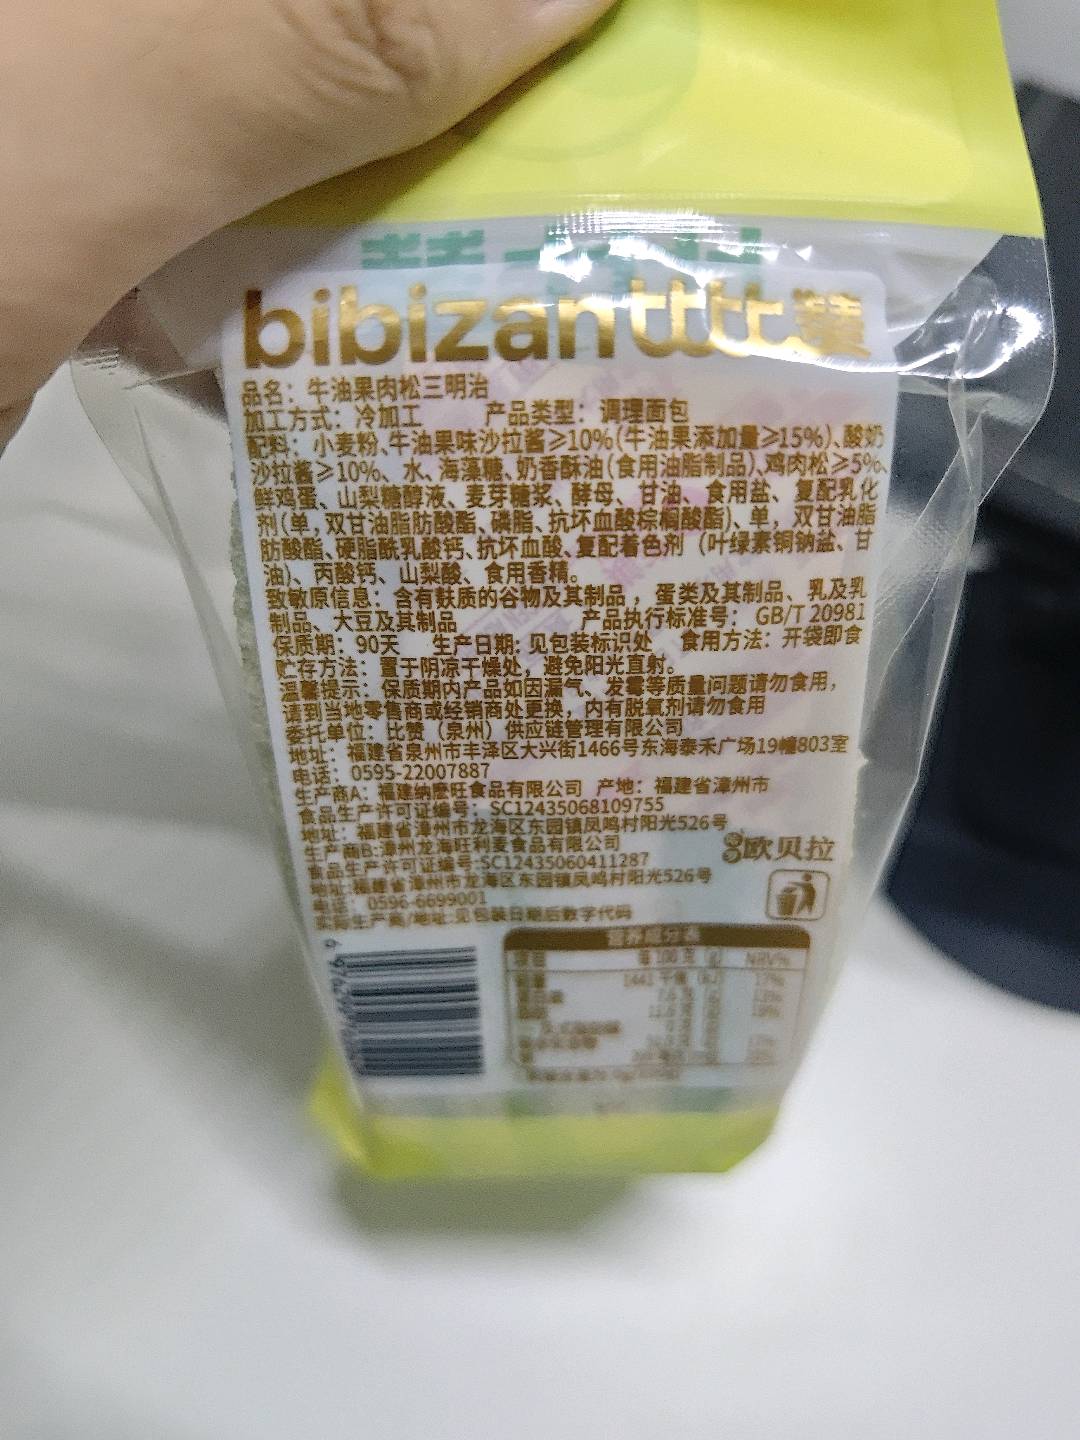 bibizan比比赞
品名：牛油果肉松三明治
加工方式：冷加工 产品类型：调理面包
配料：小麦粉、牛油果味沙拉酱≥10%(牛油果添加量≥15%)、酸奶
沙拉酱≥10%、水、海藻糖、奶香酥油(食用油脂制品)、鸡肉松≥5%、
鲜鸡蛋、山梨糖醇液、麦芽糖浆、酵母、甘油、食用盐、复配乳化
剂(单，双甘油脂肪酸酯、磷脂、抗坏血酸棕榈酸酯)、单，双甘油脂
肪酸酯、硬脂酰乳酸钙、抗坏血酸、复配着色剂（叶绿素铜钠盐、甘
油)、丙酸钙、山梨酸、食用香精。
致敏原信息：含有麸质的谷物及其制品，蛋类及其制品、乳及乳
制品、大豆及其制品 产品执行标准号：GB/T 20981
保质期：90天 生产日期：见包装标识处 食用方法：开袋即食
贮存方法：置于阴凉干燥处，避免阳光直射。
温馨提示：保质期内产品如因漏气、发霉等质量问题请勿食用，
请到当地零售商或经销商处更换，内有脱氧剂请勿食用
委托单位：比赞（泉州）供应链管理有限公司
地址：福建省泉州市丰泽区大兴街1466号东海泰禾广场19幢803室
电话：0595-22007887
生产商A：福建纳麼旺食品有限公司 产地：福建省漳州市
食品生产许可证编号：SC12435068109755
地址：福建省漳州市龙海区东园镇凤鸣村阳光526号
生产商B:漳州龙海旺利麦食品有限公司
食品生产许可证编号:SC12435060411287
地址:福建省漳州市龙海区东园镇凤鸣村阳光526号
电话：0596-6699001
实际生产商/地址:见包装日期后数字代码
欧贝拉
营养成分表
项目 每100克 (g) NRV%
能量 1441 千焦 (kJ) 17%